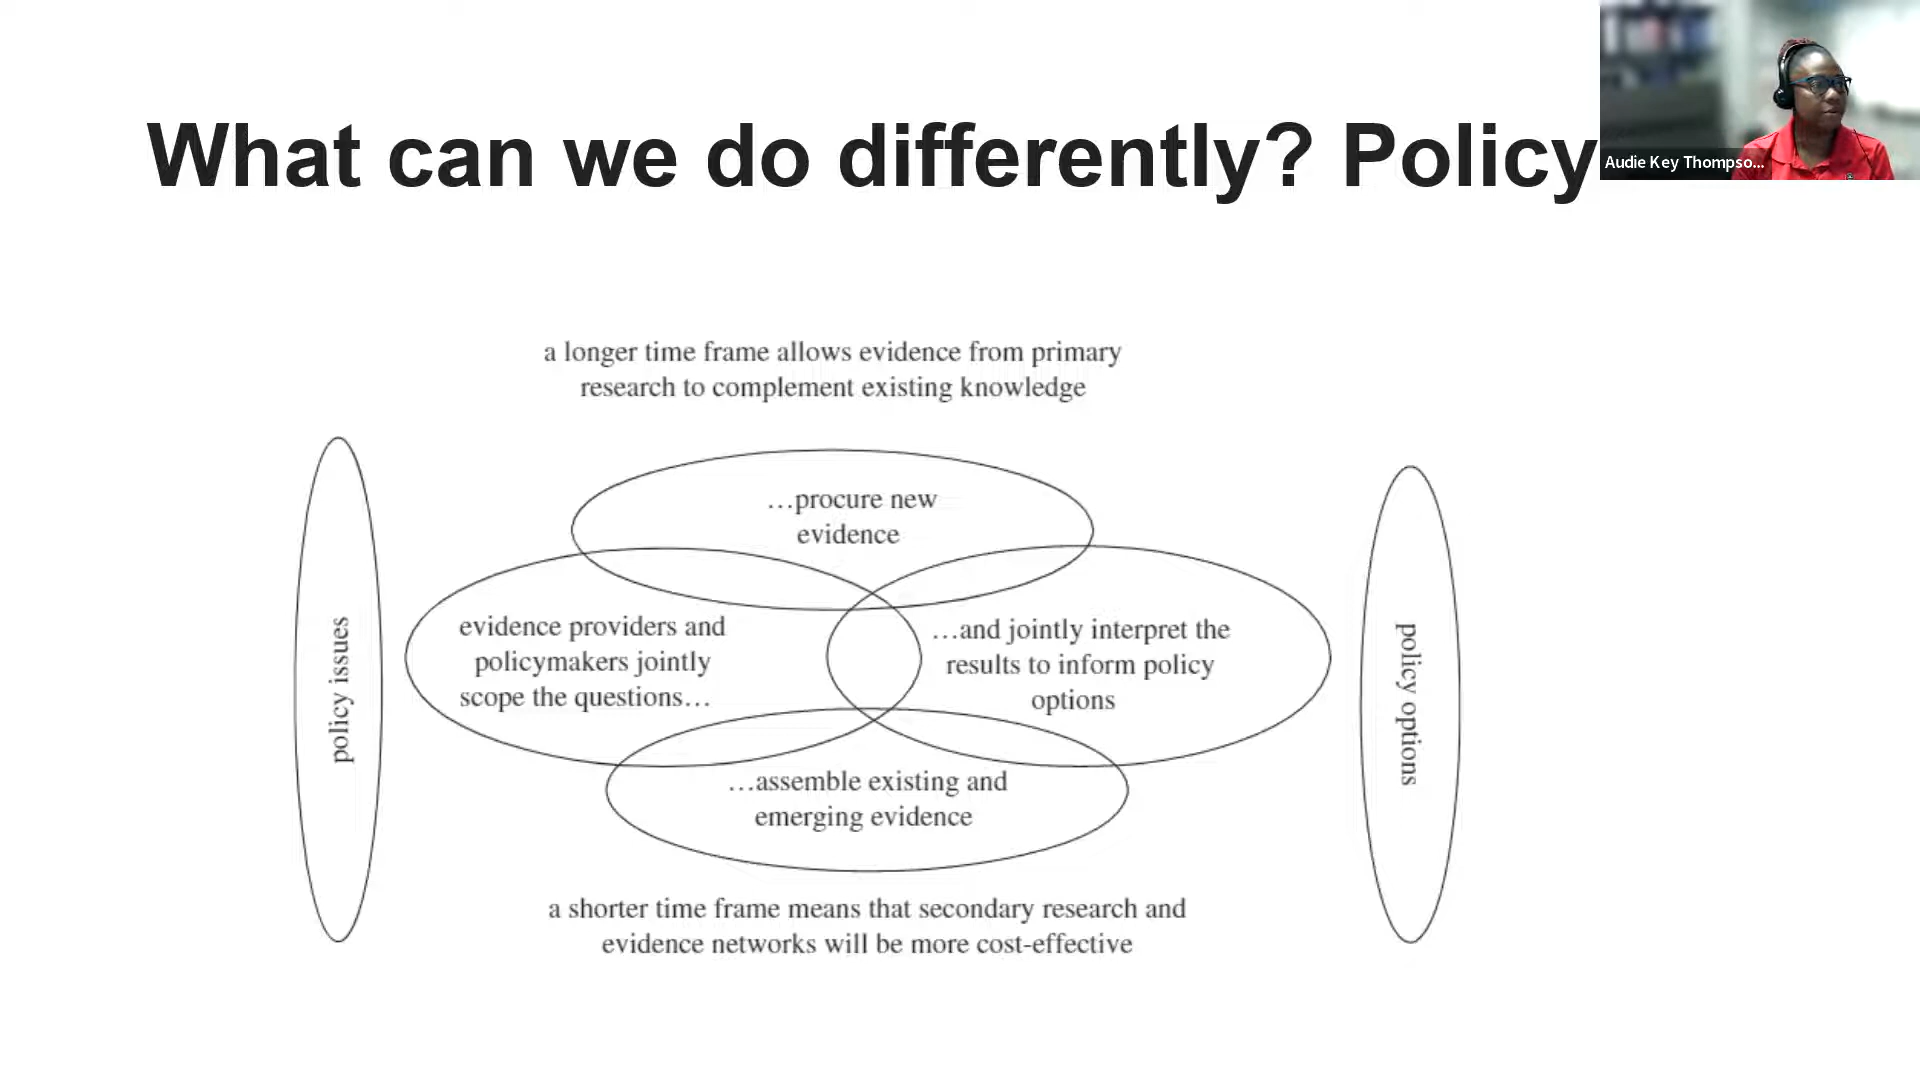 What can we do differently? Policy
Audie Key Thompso...
a longer time frame allows evidence from primary
research to complement existing knowledge
…procure new
evidence
evidence providers and
policymakers jointly
scope the questions…
…and jointly interpret the
results to inform policy
options
policy issues
policy options
…assemble existing and
emerging evidence
a shorter time frame means that secondary research and
evidence networks will be more cost-effective